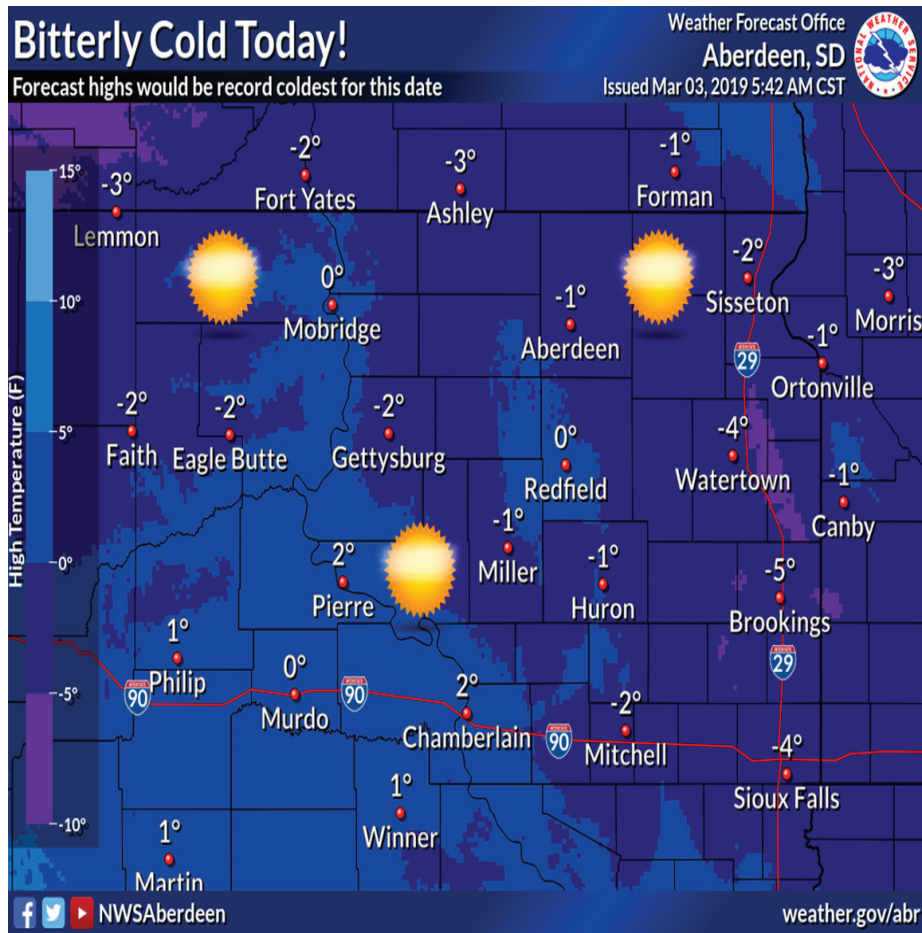 Bitterly Cold Today!
Forecast highs would be record coldest for this date
Weather Forecast Office
Aberdeen, SD
Issued Mar 03, 2019 5:42 AM CST
NATIONAL WEATHER SERVICE
High Temperature (F)
15°
10°
5°
0°
-5°
-10°
-3°
Lemmon
-2°
Fort Yates
-3°
Ashley
-1°
Forman
0°
Mobridge
-1°
Aberdeen
-2°
Sisseton
-3°
Morris
INTERSTATE
29
-1°
Ortonville
-2°
Faith
-2°
Eagle Butte
-2°
Gettysburg
0°
Redfield
-4°
Watertown
-1°
Canby
2°
Pierre
-1°
Miller
-1°
Huron
-5°
Brookings
INTERSTATE
29
1°
Philip
INTERSTATE
90
0°
Murdo
INTERSTATE
90
2°
Chamberlain
INTERSTATE
90
-2°
Mitchell
-4°
Sioux Falls
1°
Winner
1°
Martin
NWSAberdeen
weather.gov/abr